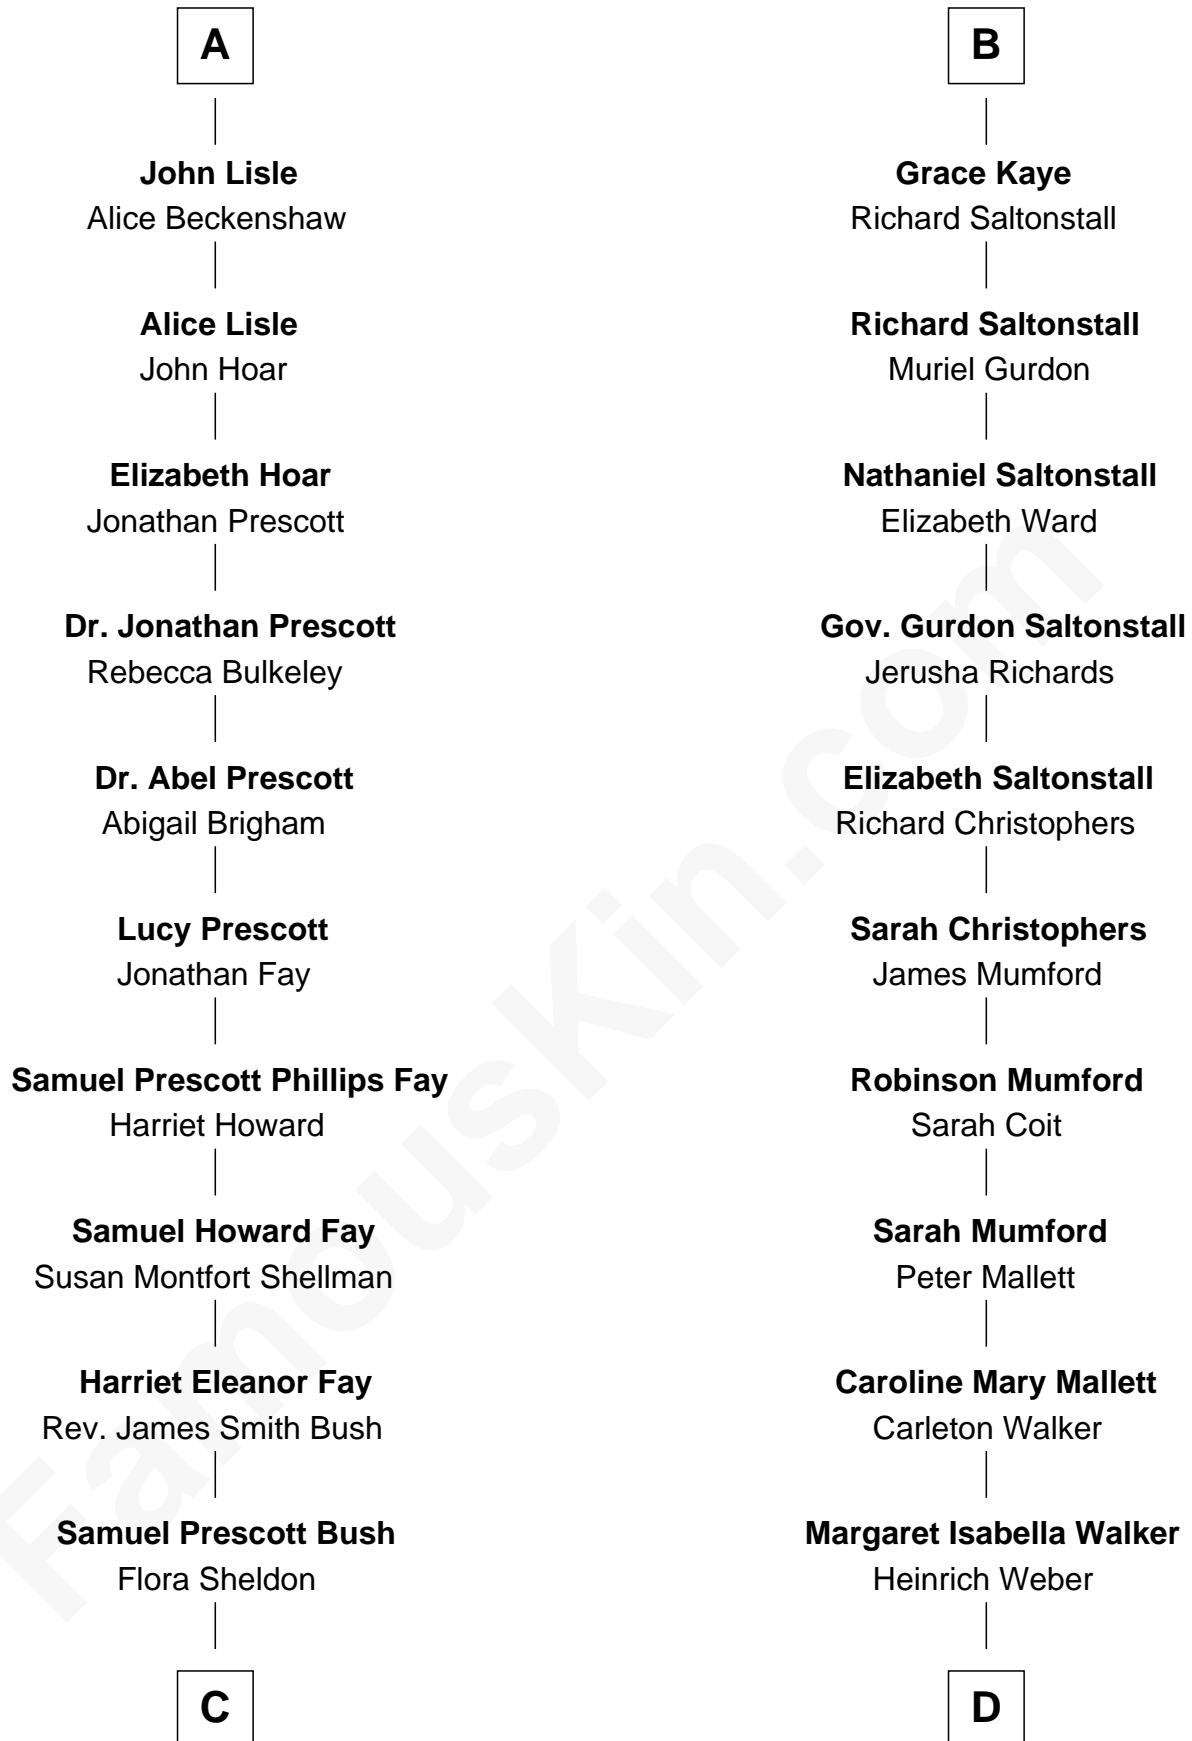 A
John Lisle
Alice Beckenshaw
Alice Lisle
John Hoar
Elizabeth Hoar
Jonathan Prescott
Dr. Jonathan Prescott
Rebecca Bulkeley
Dr. Abel Prescott
Abigail Brigham
Lucy Prescott
Jonathan Fay
Samuel Prescott Phillips Fay
Harriet Howard
Samuel Howard Fay
Susan Montfort Shellman
Harriet Eleanor Fay
Rev. James Smith Bush
Samuel Prescott Bush
Flora Sheldon
C
B
Grace Kaye
Richard Saltonstall
Richard Saltonstall
Muriel Gurdon
Nathaniel Saltonstall
Elizabeth Ward
Gov. Gurdon Saltonstall
Jerusha Richards
Elizabeth Saltonstall
Richard Christophers
Sarah Christophers
James Mumford
Robinson Mumford
Sarah Coit
Sarah Mumford
Peter Mallett
Caroline Mary Mallett
Carleton Walker
Margaret Isabella Walker
Heinrich Weber
D
FamousKin.com